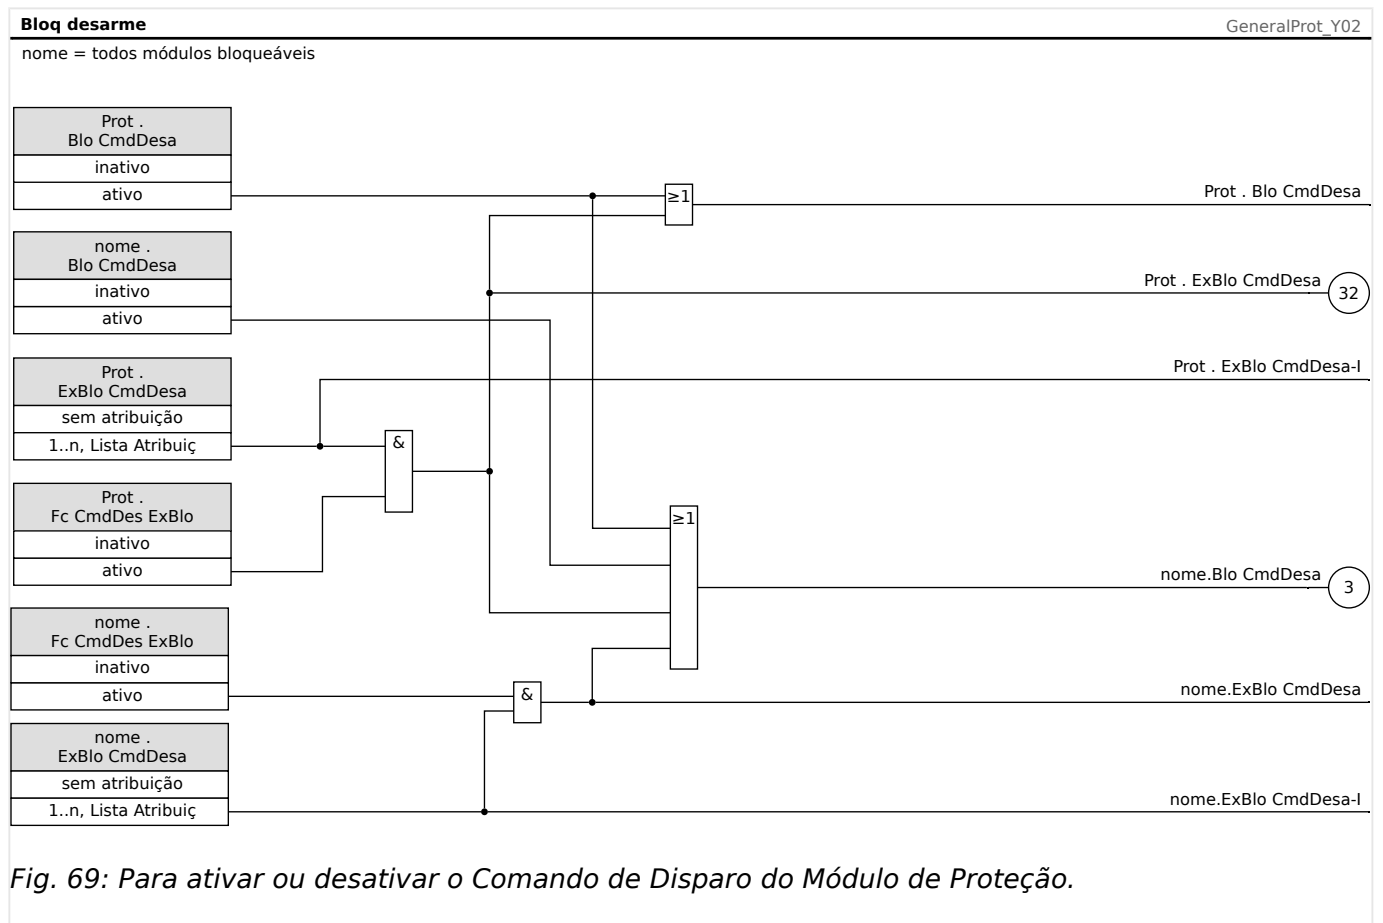 Bloq desarme
GeneralProt_Y02
nome = todos módulos bloqueáveis
Prot .
Blo CmdDesa
inativo
ativo
≥1
Prot . Blo CmdDesa
nome .
Blo CmdDesa
inativo
ativo
Prot . ExBlo CmdDesa
32
Prot .
ExBlo CmdDesa
sem atribuição
1..n, Lista Atribuiç
Prot . ExBlo CmdDesa-I
&
Prot .
Fc CmdDes ExBlo
inativo
ativo
≥1
nome.Blo CmdDesa
3
nome .
Fc CmdDes ExBlo
inativo
ativo
&
nome.ExBlo CmdDesa
nome .
ExBlo CmdDesa
sem atribuição
1..n, Lista Atribuiç
nome.ExBlo CmdDesa-I
Fig. 69: Para ativar ou desativar o Comando de Disparo do Módulo de Proteção.